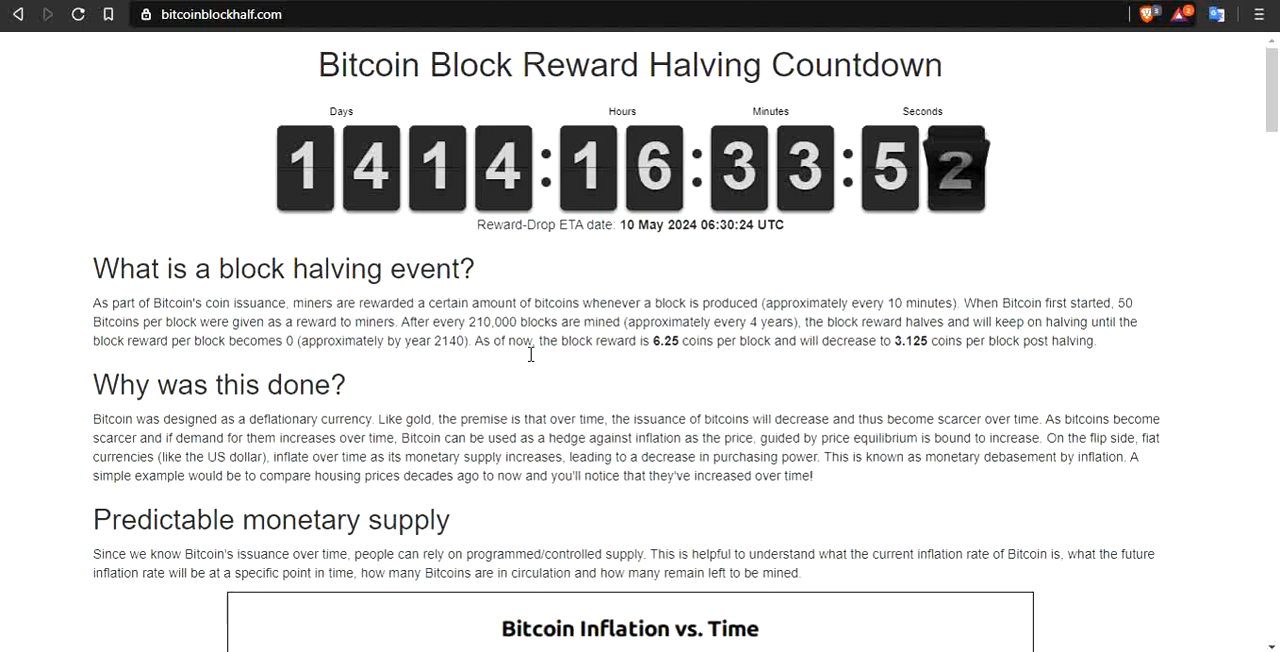 bitcoinblockhalf.com
3
2
Bitcoin Block Reward Halving Countdown
Days Hours Minutes Seconds
1 4 1 4 : 1 6 : 3 3 : 5 2
Reward-Drop ETA date: 10 May 2024 06:30:24 UTC
What is a block halving event?
As part of Bitcoin's coin issuance, miners are rewarded a certain amount of bitcoins whenever a block is produced (approximately every 10 minutes). When Bitcoin first started, 50
Bitcoins per block were given as a reward to miners. After every 210,000 blocks are mined (approximately every 4 years), the block reward halves and will keep on halving until the
block reward per block becomes 0 (approximately by year 2140). As of now, the block reward is 6.25 coins per block and will decrease to 3.125 coins per block post halving.
Why was this done?
Bitcoin was designed as a deflationary currency. Like gold, the premise is that over time, the issuance of bitcoins will decrease and thus become scarcer over time. As bitcoins become
scarcer and if demand for them increases over time, Bitcoin can be used as a hedge against inflation as the price, guided by price equilibrium is bound to increase. On the flip side, fiat
currencies (like the US dollar), inflate over time as its monetary supply increases, leading to a decrease in purchasing power. This is known as monetary debasement by inflation. A
simple example would be to compare housing prices decades ago to now and you'll notice that they've increased over time!
Predictable monetary supply
Since we know Bitcoin's issuance over time, people can rely on programmed/controlled supply. This is helpful to understand what the current inflation rate of Bitcoin is, what the future
inflation rate will be at a specific point in time, how many Bitcoins are in circulation and how many remain left to be mined.
Bitcoin Inflation vs. Time